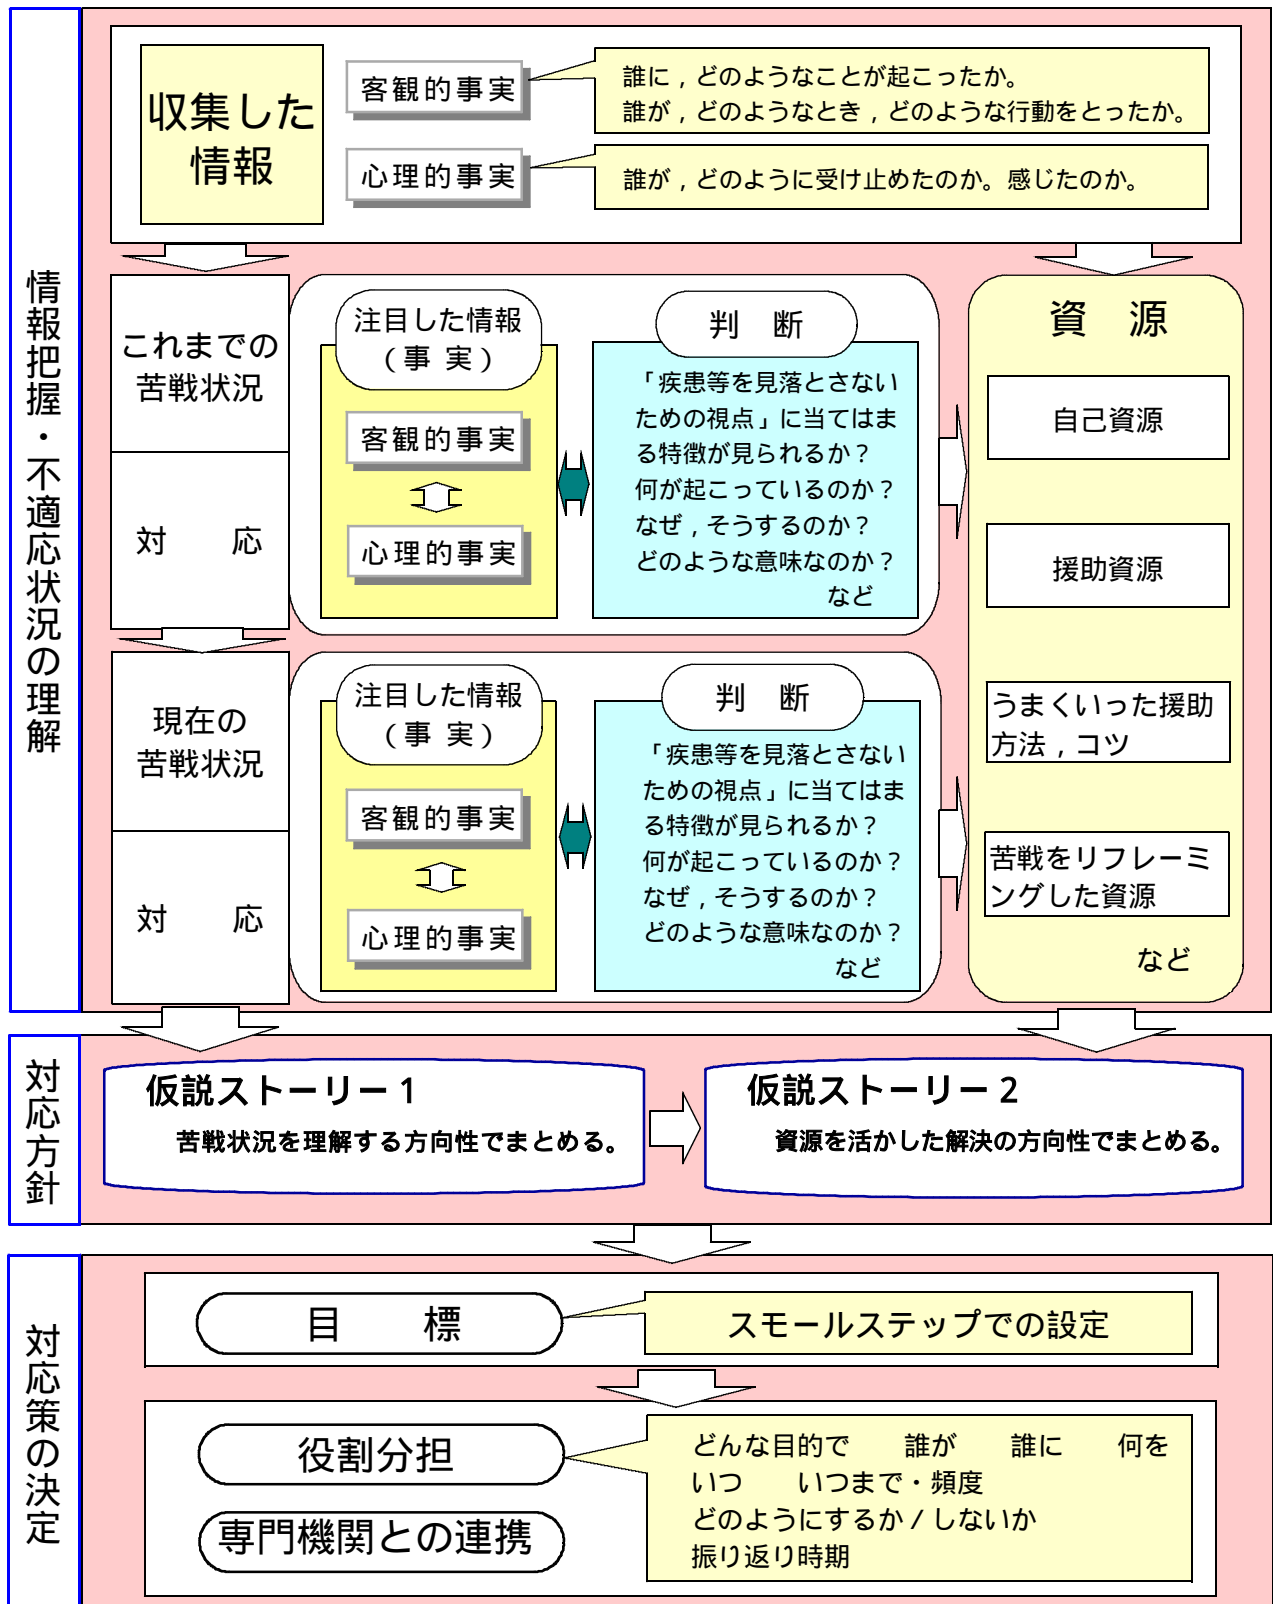 情報把握・不適応状況の理解
収集した
情報
客観的事実
誰に，どのようなことが起こったか。
誰が，どのようなとき，どのような行動をとったか。
心理的事実
誰が，どのように受け止めたのか。感じたのか。
これまでの
苦戦状況
対　応
注目した情報
（事 実）
客観的事実
心理的事実
判　断
「疾患等を見落とさない
ための視点」に当てはま
る特徴が見られるか？
何が起こっているのか？
なぜ，そうするのか？
どのような意味なのか？
など
現在の
苦戦状況
対　応
注目した情報
（事 実）
客観的事実
心理的事実
判　断
「疾患等を見落とさない
ための視点」に当てはま
る特徴が見られるか？
何が起こっているのか？
なぜ，そうするのか？
どのような意味なのか？
など
資　源
自己資源
援助資源
うまくいった援助
方法，コツ
苦戦をリフレーミ
ングした資源
など
対応方針
仮説ストーリー１
苦戦状況を理解する方向性でまとめる。
仮説ストーリー２
資源を活かした解決の方向性でまとめる。
対応策の決定
目　標
スモールステップでの設定
役割分担
専門機関との連携
どんな目的で　誰が　誰に　何を
いつ　いつまで・頻度
どのようにするか／しないか
振り返り時期